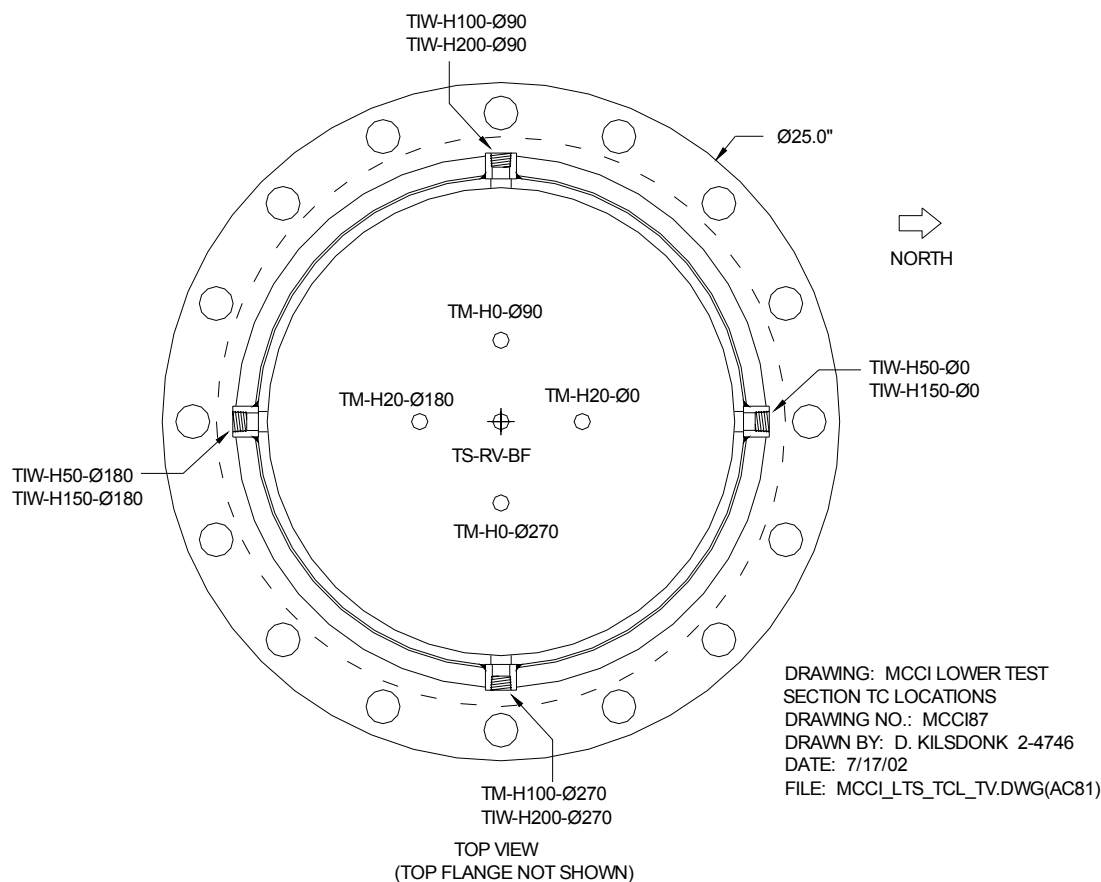 TIW-H100-Ø90
TIW-H200-Ø90
Ø25.0"
NORTH
TM-H0-Ø90
TIW-H50-Ø0
TIW-H150-Ø0
TM-H20-Ø180
TM-H20-Ø0
TS-RV-BF
TIW-H50-Ø180
TIW-H150-Ø180
TM-H0-Ø270
DRAWING: MCCI LOWER TEST
SECTION TC LOCATIONS
DRAWING NO.: MCCI87
DRAWN BY: D. KILSDONK 2-4746
DATE: 7/17/02
FILE: MCCI_LTS_TCL_TV.DWG(AC81)
TM-H100-Ø270
TIW-H200-Ø270
TOP VIEW
(TOP FLANGE NOT SHOWN)